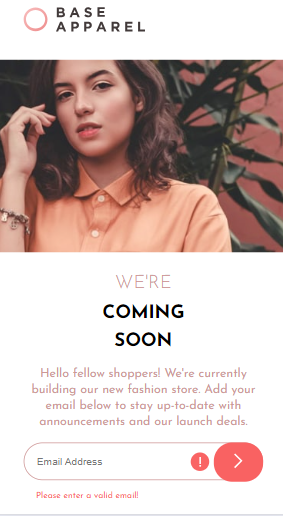 BASE
APPAREL
WE'RE
COMING
SOON
Hello fellow shoppers! We're currently
building our new fashion store. Add your
email below to stay up-to-date with
announcements and our launch deals.
Email Address
!
Please enter a valid email!